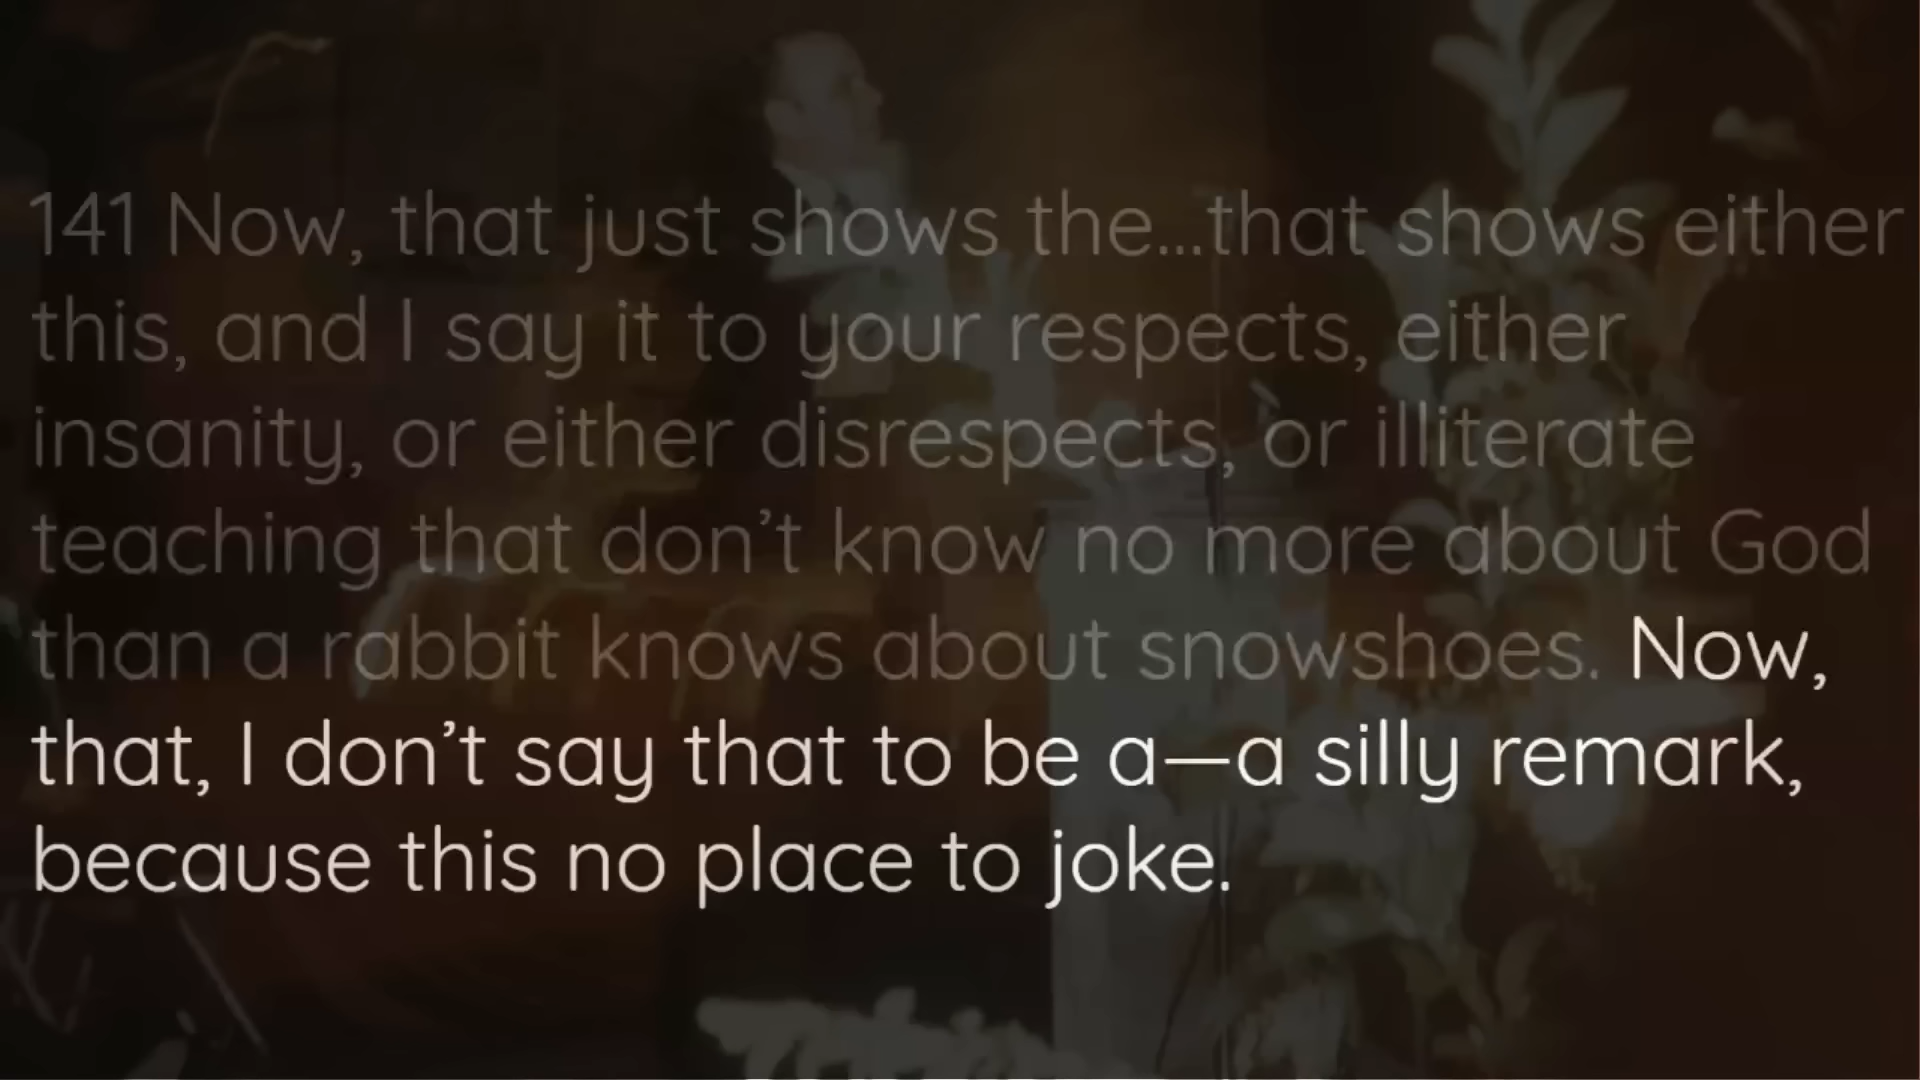 141 Now, that just shows the...that shows either
this, and I say it to your respects, either
insanity, or either disrespects, or illiterate
teaching that don’t know no more about God
than a rabbit knows about snowshoes. Now,
that, I don’t say that to be a—a silly remark,
because this no place to joke.